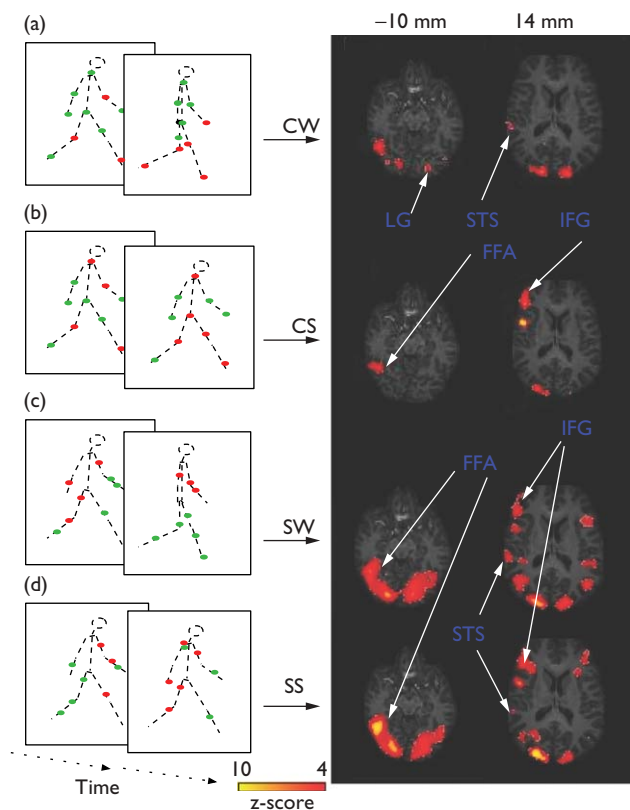 (a)
−10 mm 14 mm
CW
LG STS IFG
FFA
(b)
CS
(c)
IFG
FFA
SW
(d)
STS
SS
Time
10 4
z-score